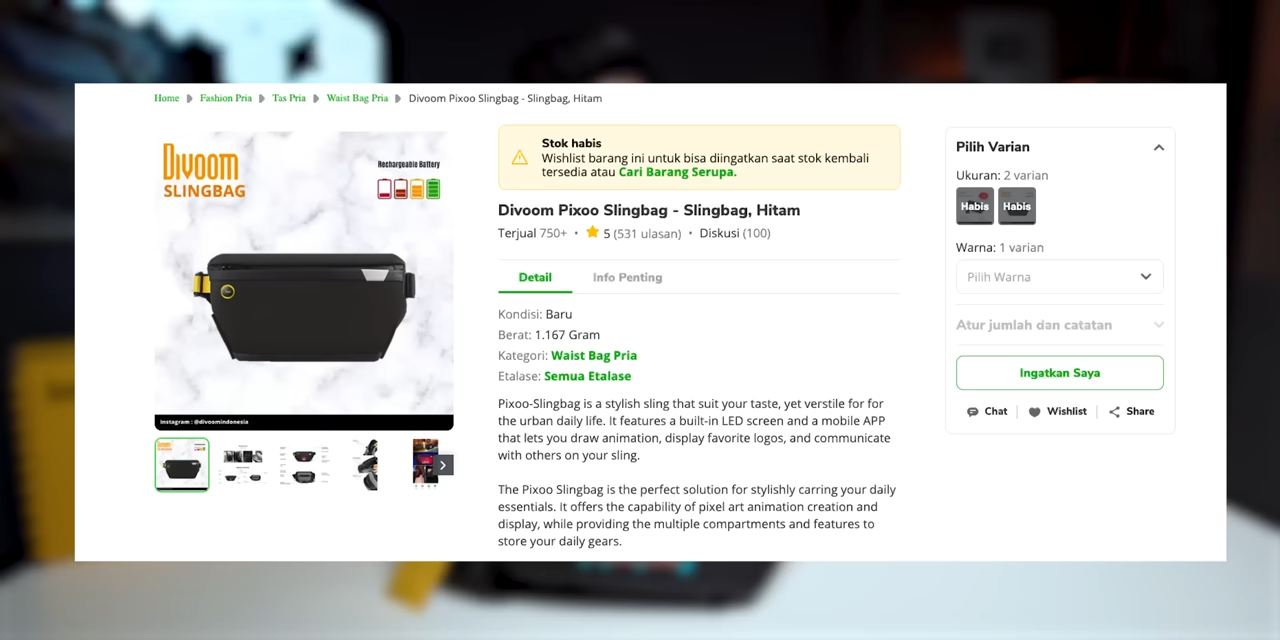 Home Fashion Pria Tas Pria Waist Bag Pria Divoom Pixoo Slingbag - Slingbag, Hitam
DIVOOM
SLINGBAG
Rechargeable Battery
Instagram : @divoomindonesia
Stok habis
Wishlist barang ini untuk bisa diingatkan saat stok kembali
tersedia atau Cari Barang Serupa.
Divoom Pixoo Slingbag - Slingbag, Hitam
Terjual 750+ • 5 (531 ulasan) • Diskusi (100)
Detail Info Penting
Kondisi: Baru
Berat: 1.167 Gram
Kategori: Waist Bag Pria
Etalase: Semua Etalase
Pixoo-Slingbag is a stylish sling that suit your taste, yet verstile for for
the urban daily life. It features a built-in LED screen and a mobile APP
that lets you draw animation, display favorite logos, and communicate
with others on your sling.
The Pixoo Slingbag is the perfect solution for stylishly carring your daily
essentials. It offers the capability of pixel art animation creation and
display, while providing the multiple compartments and features to
store your daily gears.
Pilih Varian
Ukuran: 2 varian
Habis Habis
Warna: 1 varian
Pilih Warna
Atur jumlah dan catatan
Ingatkan Saya
Chat Wishlist Share